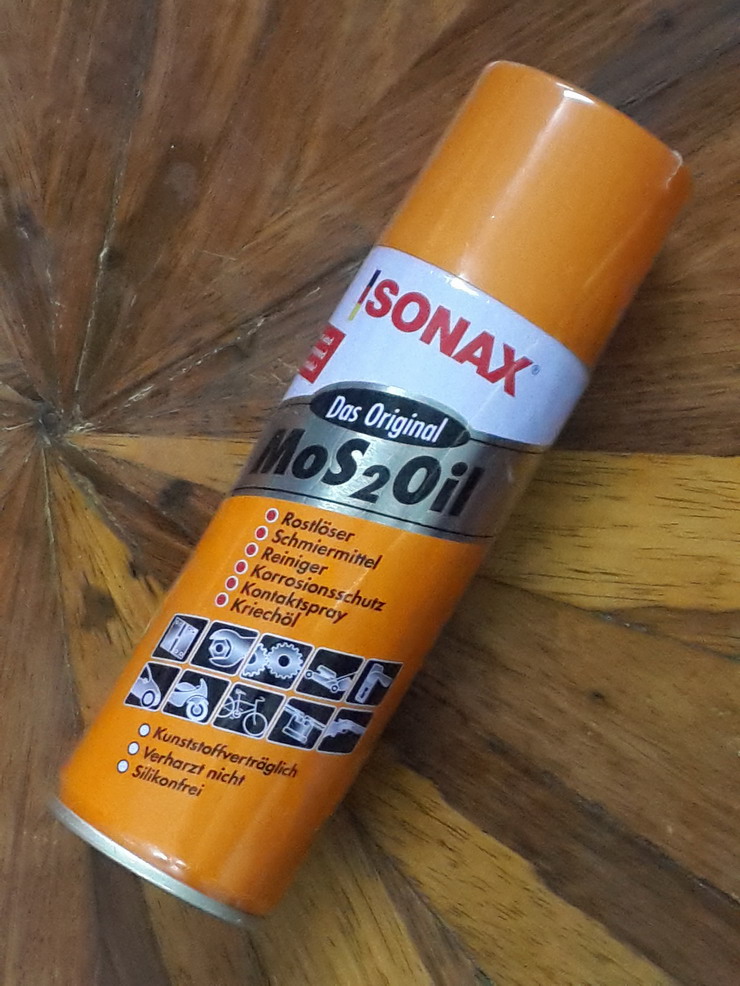 SONAX®
Das Original
MoS₂Oil
Rostlöser
Schmiermittel
Reiniger
Korrosionsschutz
Kontaktspray
Kriechöl
Kunststoffverträglich
Verharzt nicht
Silikonfrei